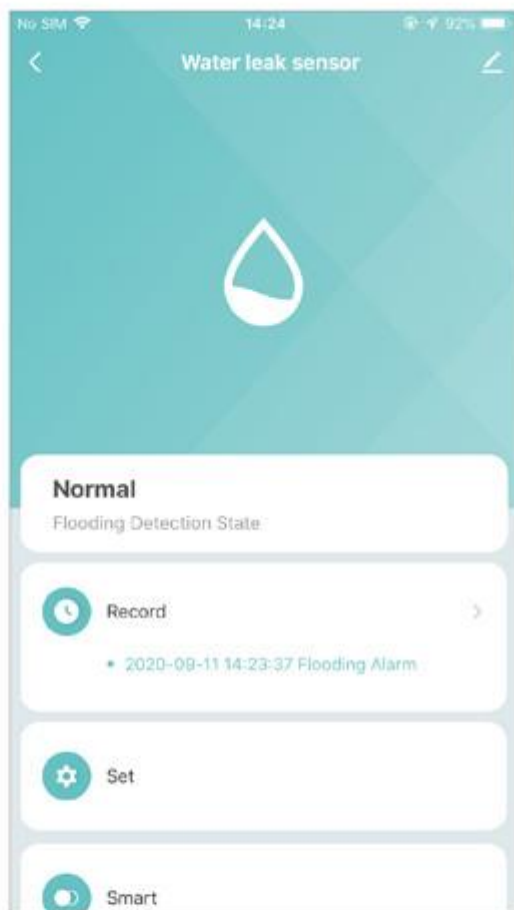 No SIM 14:24 92%
Water leak sensor
Normal
Flooding Detection State
Record
• 2020-09-11 14:23:37 Flooding Alarm
Set
Smart